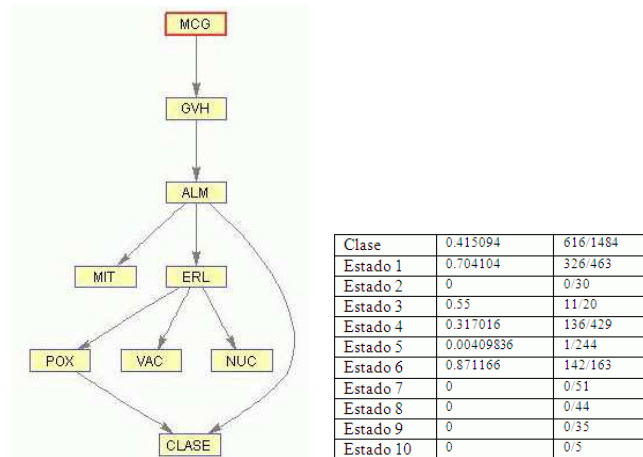 MCG
GVH
ALM
MIT ERL
POX VAC NUC
CLASE
Clase 0.415094 616/1484
Estado 1 0.704104 326/463
Estado 2 0 0/30
Estado 3 0.55 11/20
Estado 4 0.317016 136/429
Estado 5 0.00409836 1/244
Estado 6 0.871166 142/163
Estado 7 0 0/51
Estado 8 0 0/44
Estado 9 0 0/35
Estado 10 0 0/5